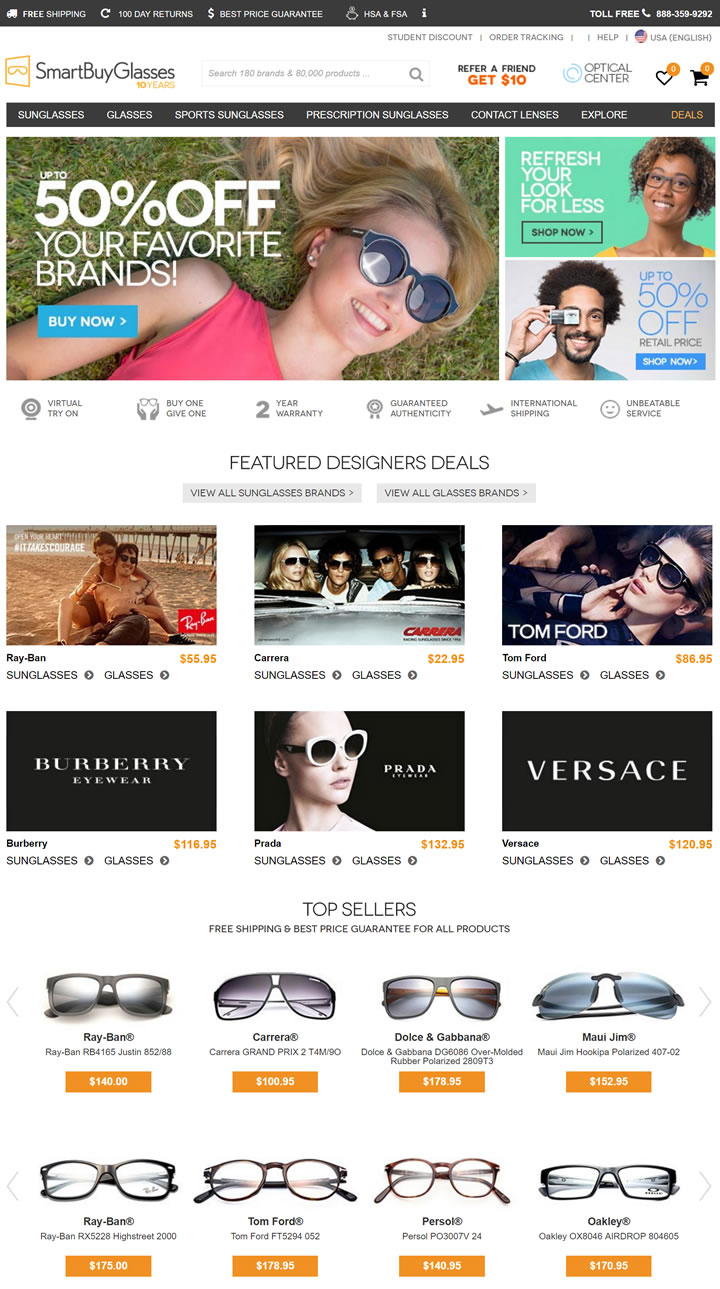 FREE SHIPPING 100 DAY RETURNS $ BEST PRICE GUARANTEE HSA & FSA i TOLL FREE 888-359-9292
STUDENT DISCOUNT | ORDER TRACKING | | HELP | USA (ENGLISH)
SmartBuyGlasses
10YEARS
Search 180 brands & 80,000 products ...
REFER A FRIEND
GET $10
OPTICAL
CENTER
0
0
SUNGLASSES GLASSES SPORTS SUNGLASSES PRESCRIPTION SUNGLASSES CONTACT LENSES EXPLORE DEALS
UP TO
50%OFF
YOUR FAVORITE
BRANDS!
BUY NOW >
REFRESH
YOUR
LOOK
FOR LESS
SHOP NOW >
UP TO
50%
OFF
RETAIL PRICE
SHOP NOW>
VIRTUAL
TRY ON
BUY ONE
GIVE ONE
2 YEAR
WARRANTY
GUARANTEED
AUTHENTICITY
INTERNATIONAL
SHIPPING
UNBEATABLE
SERVICE
FEATURED DESIGNERS DEALS
VIEW ALL SUNGLASSES BRANDS > VIEW ALL GLASSES BRANDS >
OPEN YOUR HEART
#ITTAKESCOURAGE
Ray-Ban
CARRERA
RACING SUNGLASSES SINCE 1956
TOM FORD
Ray-Ban $55.95
SUNGLASSES GLASSES
Carrera $22.95
SUNGLASSES GLASSES
Tom Ford $86.95
SUNGLASSES GLASSES
BURBERRY
EYEWEAR
PRADA
EYEWEAR
VERSACE
Burberry $116.95
SUNGLASSES GLASSES
Prada $132.95
SUNGLASSES GLASSES
Versace $120.95
SUNGLASSES GLASSES
TOP SELLERS
FREE SHIPPING & BEST PRICE GUARANTEE FOR ALL PRODUCTS
Ray-Ban®
Ray-Ban RB4165 Justin 852/88
$140.00
Carrera®
Carrera GRAND PRIX 2 T4M/9O
$100.95
Dolce & Gabbana®
Dolce & Gabbana DG6086 Over-Molded
Rubber Polarized 2809T3
$178.95
Maui Jim®
Maui Jim Hookipa Polarized 407-02
$152.95
Ray-Ban®
Ray-Ban RX5228 Highstreet 2000
$175.00
Tom Ford®
Tom Ford FT5294 052
$178.95
Persol®
Persol PO3007V 24
$140.95
Oakley®
Oakley OX8046 AIRDROP 804605
$170.95